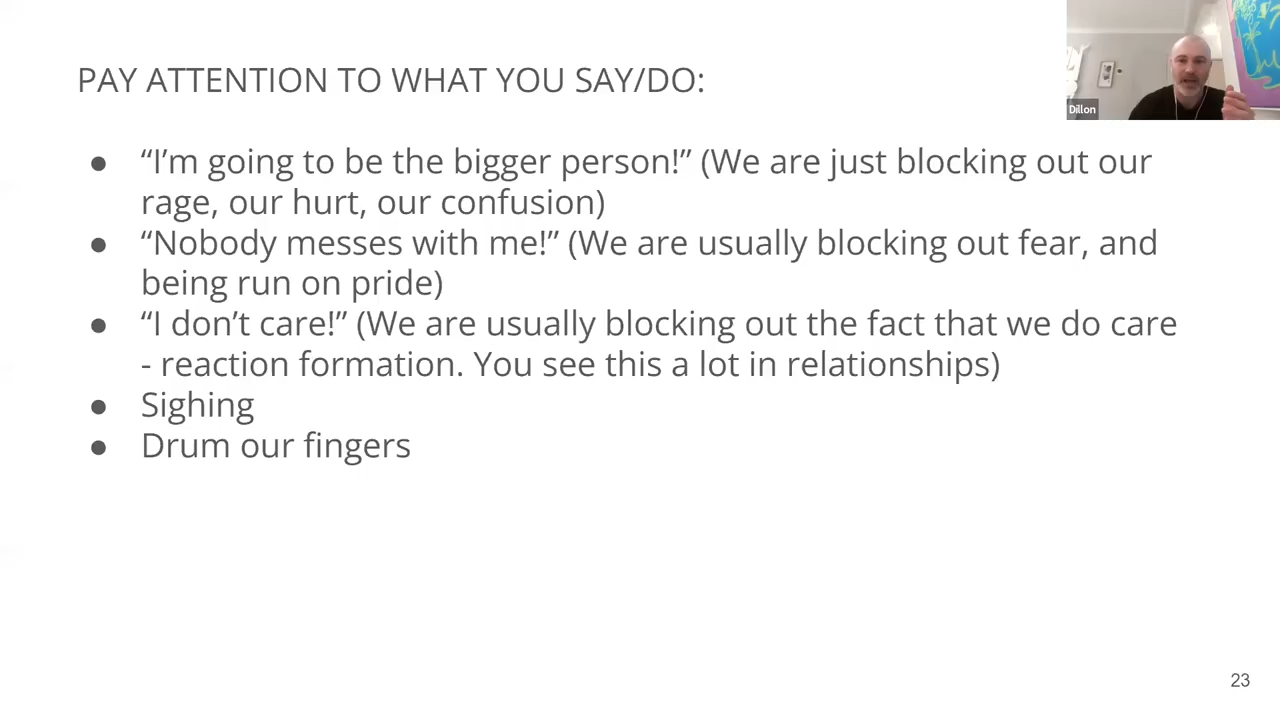 PAY ATTENTION TO WHAT YOU SAY/DO:
Dillon
● “I’m going to be the bigger person!” (We are just blocking out our
rage, our hurt, our confusion)
● “Nobody messes with me!” (We are usually blocking out fear, and
being run on pride)
● “I don’t care!” (We are usually blocking out the fact that we do care
- reaction formation. You see this a lot in relationships)
● Sighing
● Drum our fingers
23